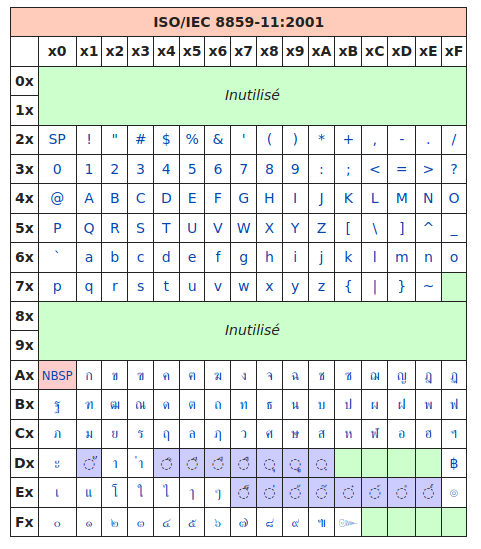 ISO/IEC 8859-11:2001
x0 x1 x2 x3 x4 x5 x6 x7 x8 x9 xA xB xC xD xE xF
0x
Inutilisé
1x
2x SP ! " # $ % & ' ( ) * + , - . /
3x 0 1 2 3 4 5 6 7 8 9 : ; < = > ?
4x @ A B C D E F G H I J K L M N O
5x P Q R S T U V W X Y Z [ \ ] ^ _
6x ` a b c d e f g h i j k l m n o
7x p q r s t u v w x y z { | } ~
8x
Inutilisé
9x
Ax NBSP ก ข ฃ ค ฅ ฆ ง จ ฉ ช ซ ฌ ญ ฎ ฏ
Bx ฐ ฑ ฒ ณ ด ต ถ ท ธ น บ ป ผ ฝ พ ฟ
Cx ภ ม ย ร ฤ ล ฦ ว ศ ษ ส ห ฬ อ ฮ ฯ
Dx ะ ◌ั า ำ ◌ิ ◌ี ◌ึ ◌ื ◌ุ ◌ู ◌ฺ ฿
Ex เ แ โ ใ ไ ๅ ๆ ◌็ ◌่ ◌้ ◌๊ ◌๋ ◌์ ◌ํ ◌๎ ๏
Fx ๐ ๑ ๒ ๓ ๔ ๕ ๖ ๗ ๘ ๙ ๚ ๛